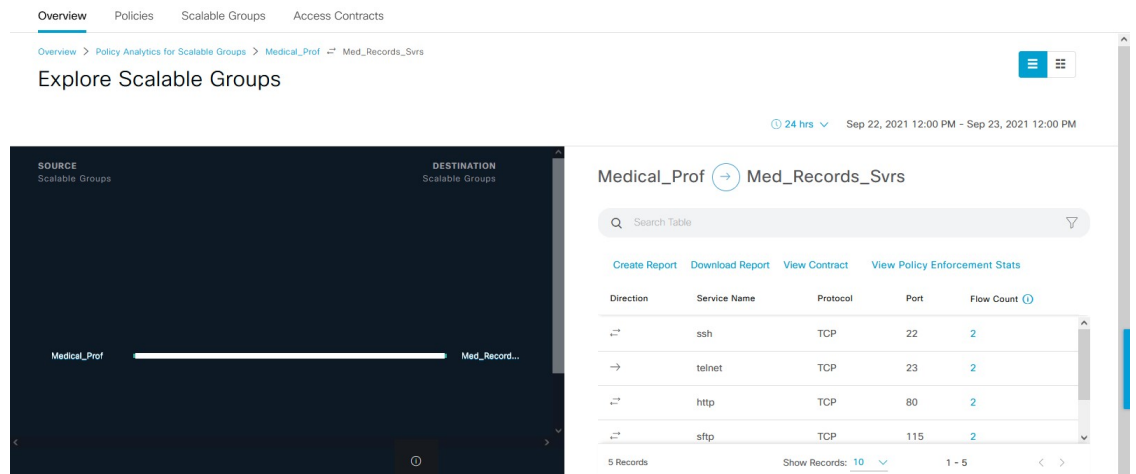 Overview Policies Scalable Groups Access Contracts
Overview > Policy Analytics for Scalable Groups > Medical_Prof ⇄ Med_Records_Svrs
Explore Scalable Groups
24 hrs Sep 22, 2021 12:00 PM - Sep 23, 2021 12:00 PM
SOURCE
Scalable Groups
DESTINATION
Scalable Groups
Medical_Prof
Med_Record...
Medical_Prof → Med_Records_Svrs
Search Table
Create Report Download Report View Contract View Policy Enforcement Stats
Direction Service Name Protocol Port Flow Count
⇄ ssh TCP 22 2
→ telnet TCP 23 2
⇄ http TCP 80 2
⇄ sftp TCP 115 2
5 Records Show Records: 10 1 - 5